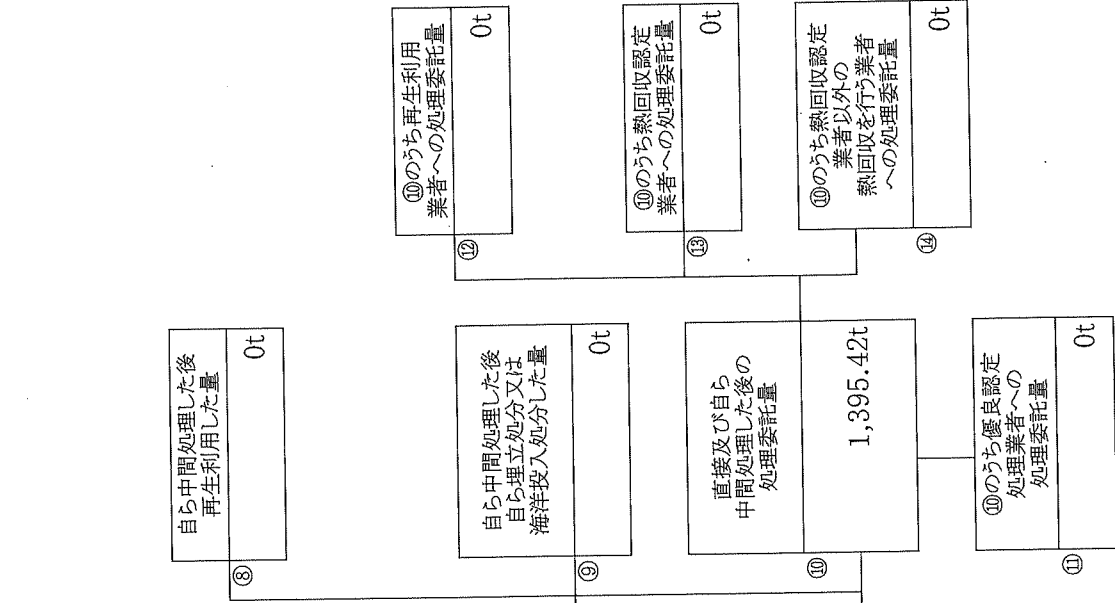 ⑧
自ら中間処理した後
再生利用した量
0t
⑨
自ら中間処理した後
自ら埋立処分又は
海洋投入処分した量
0t
⑩
直接及び自ら
中間処理した後の
処理委託量
1,395.42t
⑪
⑩のうち優良認定
処理業者への
処理委託量
0t
⑫
⑩のうち再生利用
業者への処理委託量
0t
⑬
⑩のうち熱回収認定
業者への処理委託量
0t
⑭
⑩のうち熱回収認定
業者以外の
熱回収を行う業者
への処理委託量
0t